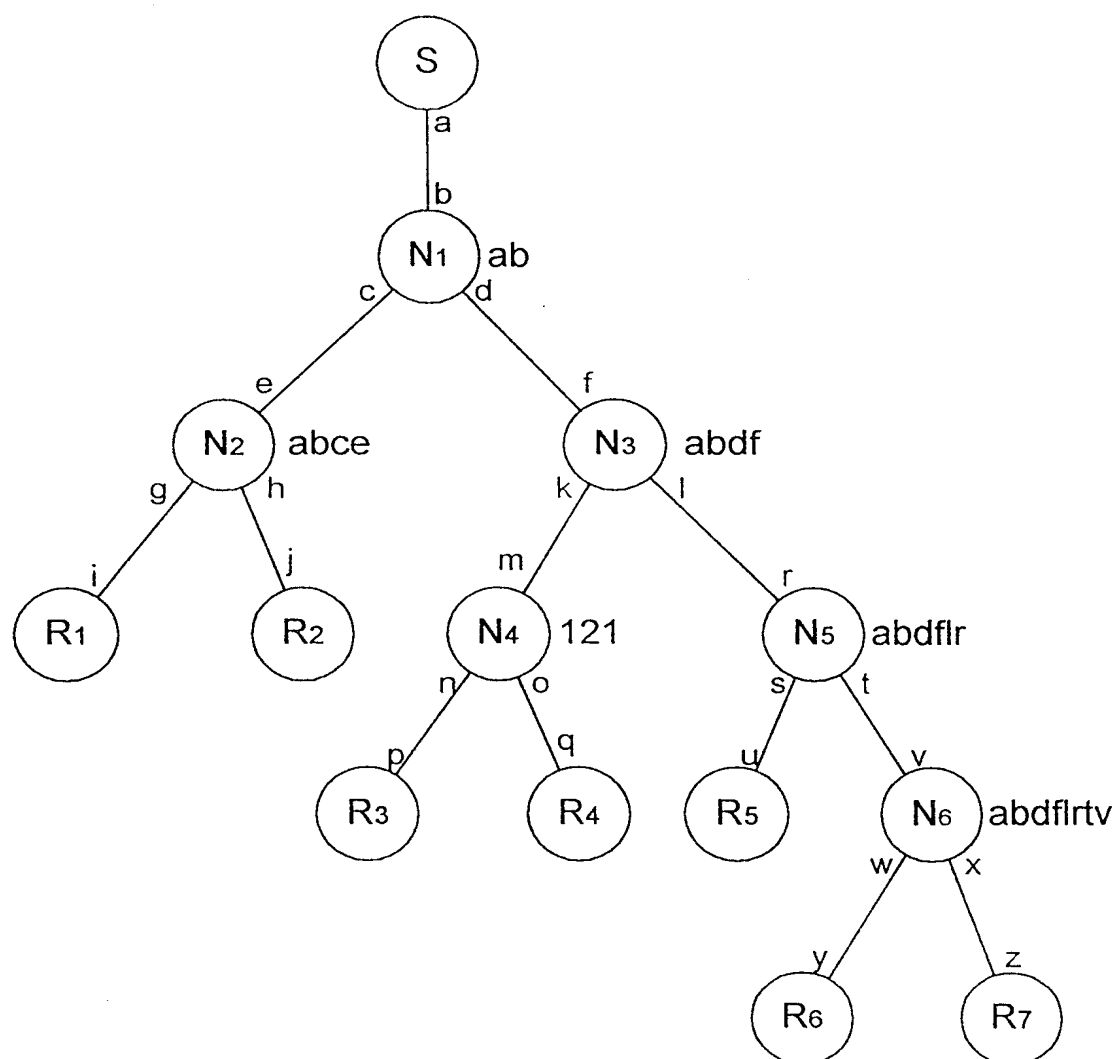 S
a
b
N1 ab
c d
e f
N2 abce N3 abdf
g h k l
m
i j r
R1 R2 N4 121 N5 abdflr
n o s t
p q u v
R3 R4 R5 N6 abdflrtv
w x
y z
R6 R7